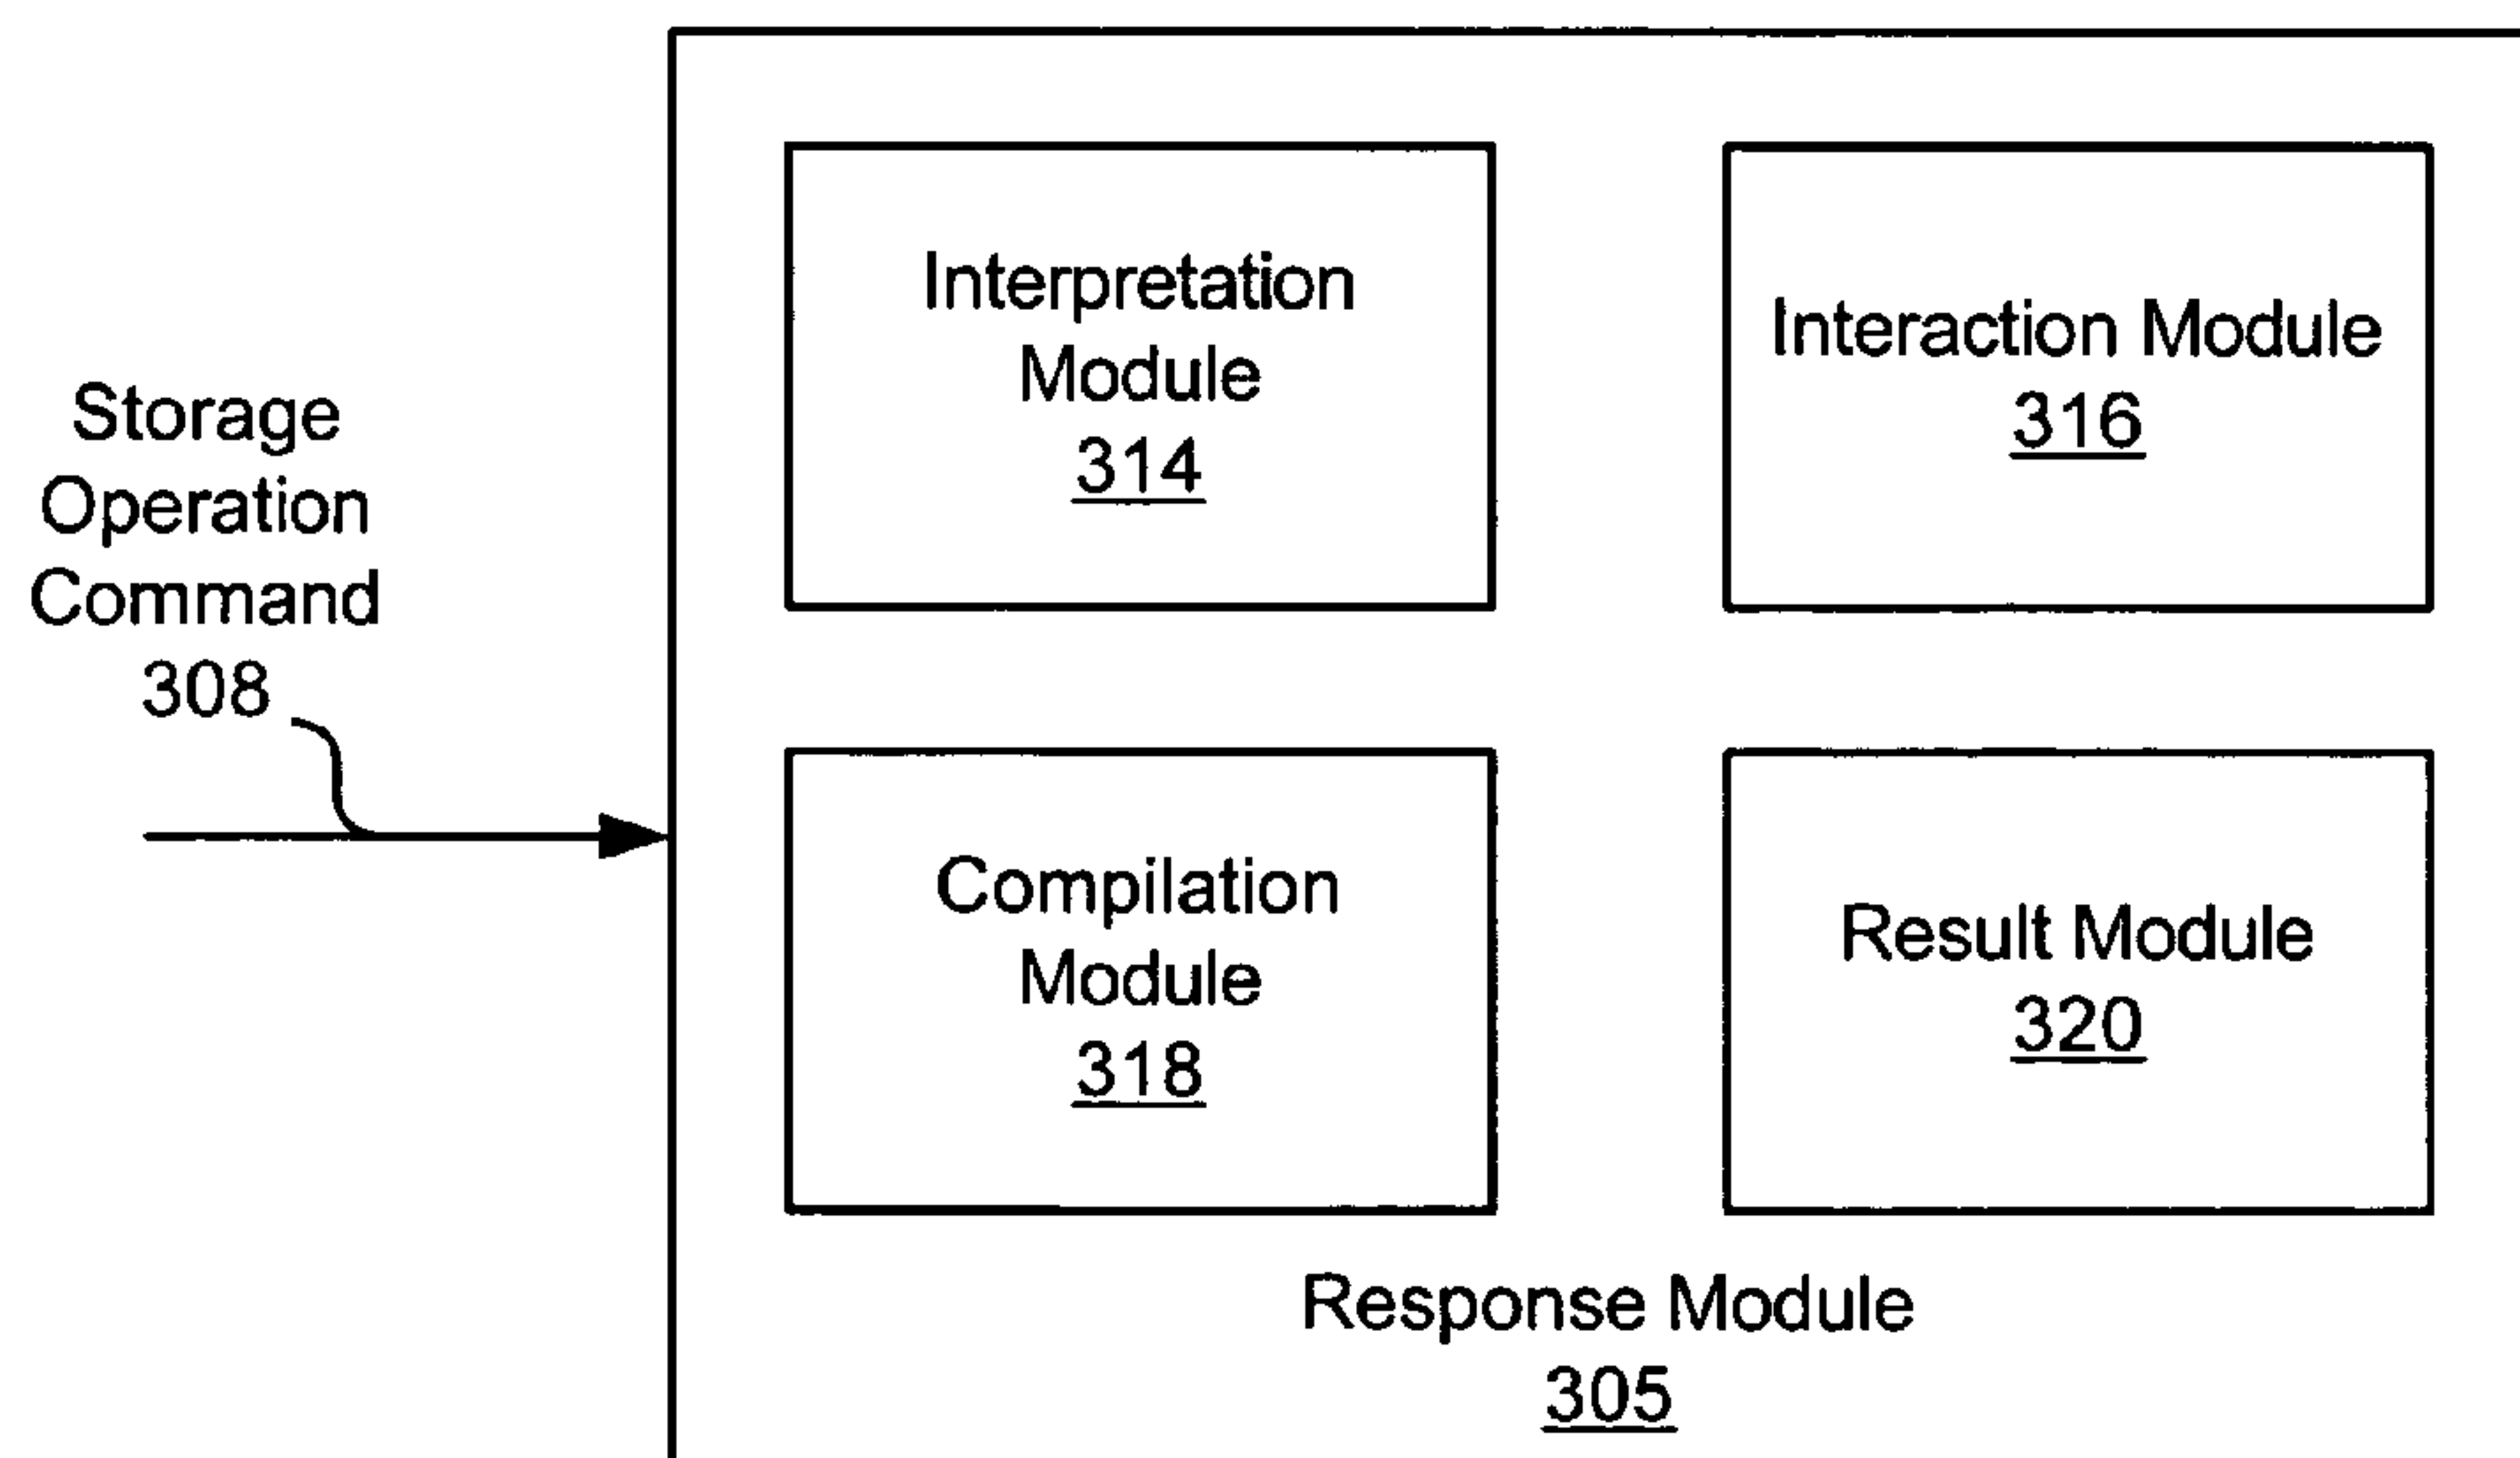 Storage
Operation
Command
308
Interpretation
Module
314
Interaction Module
316
Compilation
Module
318
Result Module
320
Response Module
305